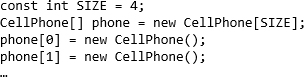 const int SIZE = 4;
CellPhone[] phone = new CellPhone[SIZE];
phone[0] = new CellPhone();
phone[1] = new CellPhone();
…